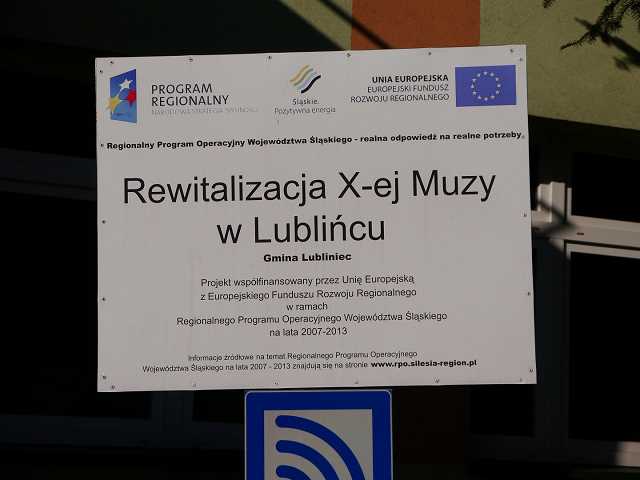 PROGRAM
REGIONALNY
NARODOWA STRATEGIA SPÓJNOŚCI
Śląskie.
Pozytywna energia
UNIA EUROPEJSKA
EUROPEJSKI FUNDUSZ
ROZWOJU REGIONALNEGO
Regionalny Program Operacyjny Województwa Śląskiego - realna odpowiedź na realne potrzeby
Rewitalizacja X-ej Muzy
w Lublińcu
Gmina Lubliniec
Projekt współfinansowany przez Unię Europejską
z Europejskiego Funduszu Rozwoju Regionalnego
w ramach
Regionalnego Programu Operacyjnego Województwa Śląskiego
na lata 2007-2013
Informacje źródłowe na temat Regionalnego Programu Operacyjnego
Województwa Śląskiego na lata 2007 - 2013 znajdują się na stronie www.rpo.silesia-region.pl